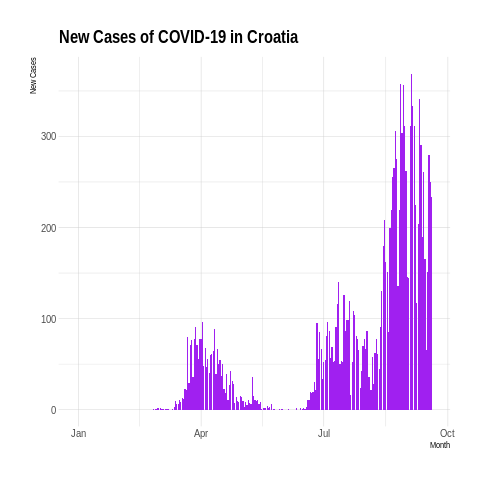 New Cases of COVID-19 in Croatia
New Cases
300
200
100
0
Jan Apr Jul Oct
Month